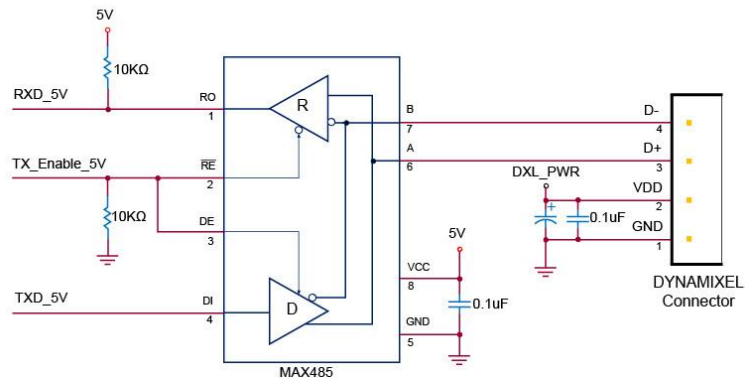 5V
10KΩ
RXD_5V
RO
1
R
B
7
D-
4
TX_Enable_5V
RE
2
A
6
D+
3
DXL_PWR
10KΩ
DE
3
+
0.1uF
VDD
2
5V
GND
1
TXD_5V
DI
4
D
VCC
8
0.1uF
GND
5
DYNAMIXEL
Connector
MAX485